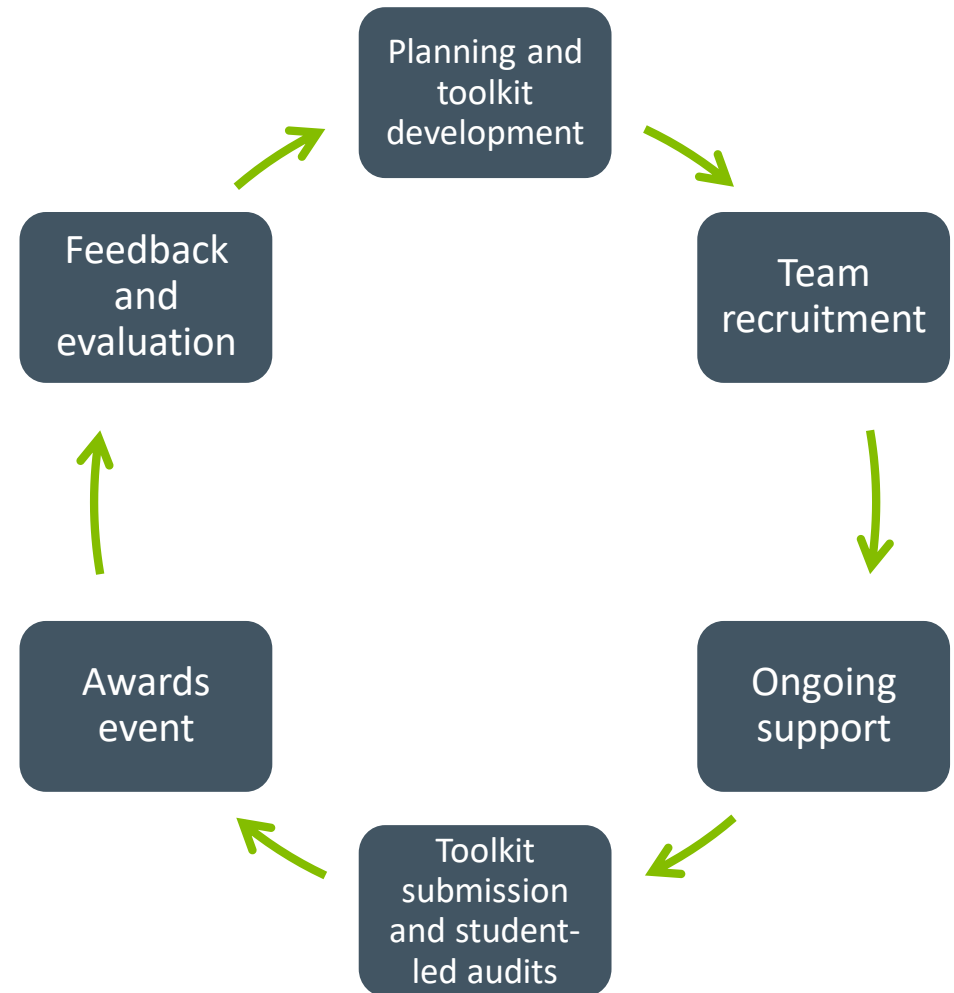 Planning and
toolkit
development
Team
recruitment
Ongoing
support
Toolkit
submission
and student-
led audits
Awards
event
Feedback
and
evaluation